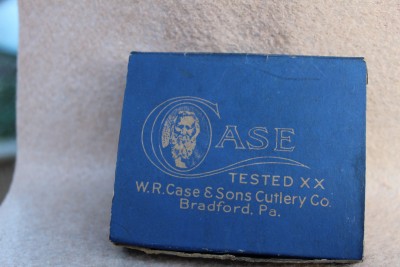 CASE
TESTED XX
W.R.Case & Sons Cutlery Co.
Bradford, Pa.